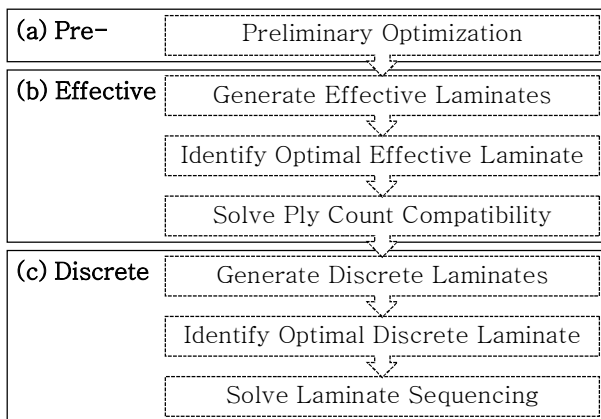 (a) Pre-
Preliminary Optimization
(b) Effective
Generate Effective Laminates
Identify Optimal Effective Laminate
Solve Ply Count Compatibility
(c) Discrete
Generate Discrete Laminates
Identify Optimal Discrete Laminate
Solve Laminate Sequencing